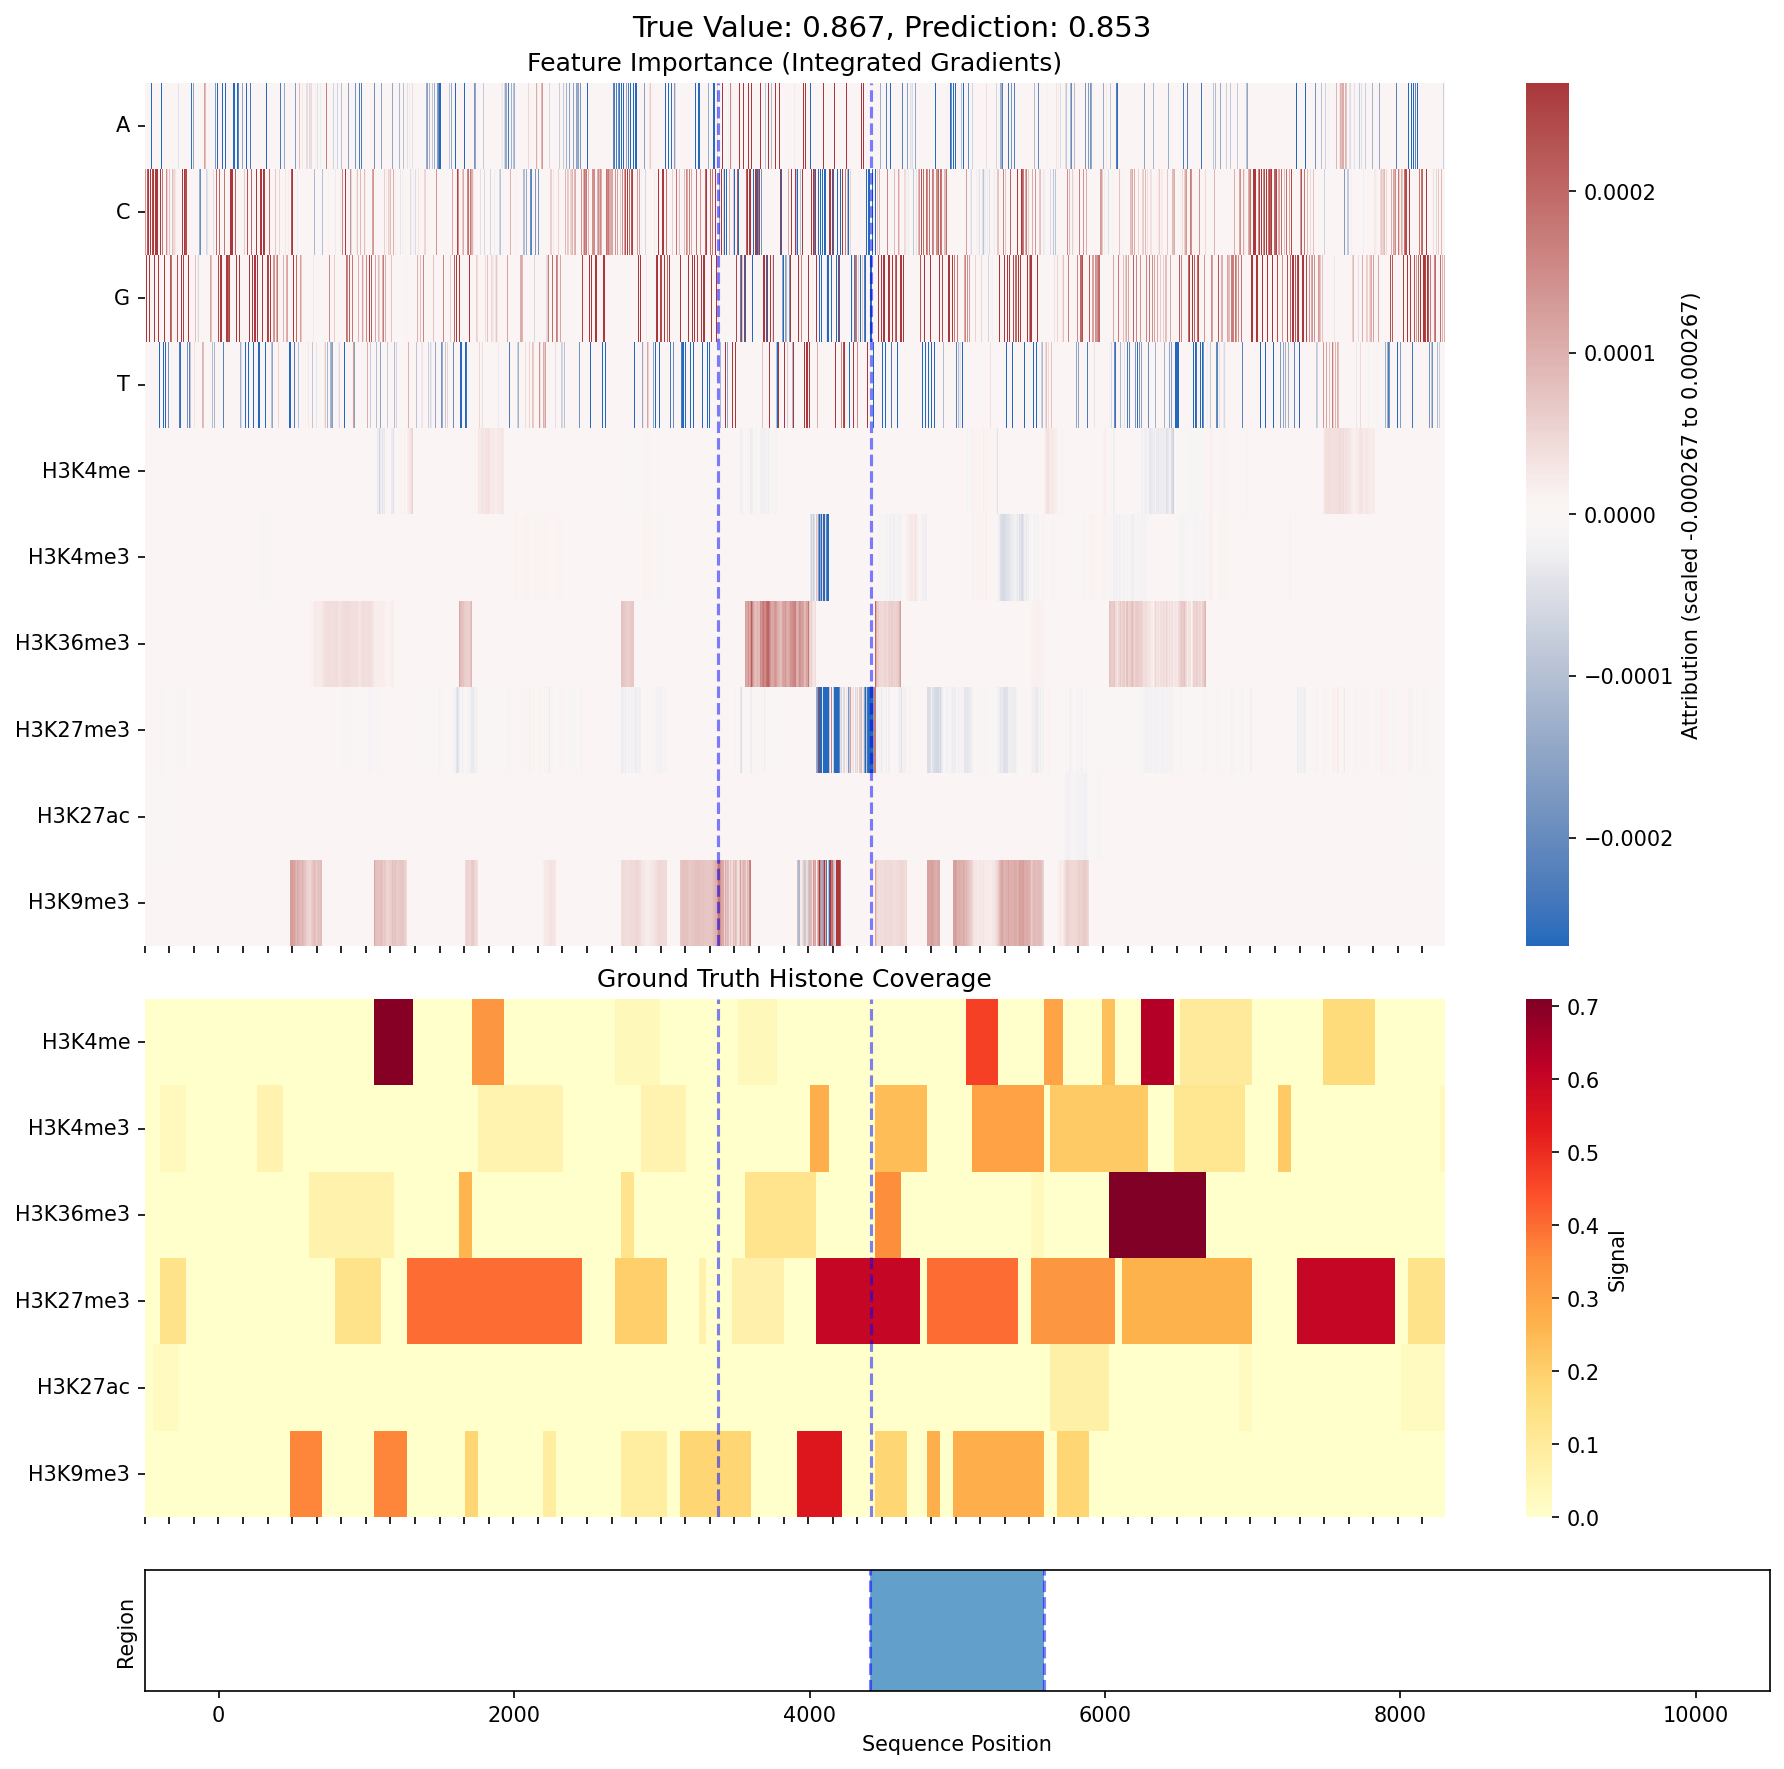 True Value: 0.867, Prediction: 0.853
Feature Importance (Integrated Gradients)
A
C
G
T
H3K4me
H3K4me3
H3K36me3
H3K27me3
H3K27ac
H3K9me3
0.0002
0.0001
0.0000
−0.0001
−0.0002
Attribution (scaled -0.000267 to 0.000267)
Ground Truth Histone Coverage
H3K4me
H3K4me3
H3K36me3
H3K27me3
H3K27ac
H3K9me3
0.7
0.6
0.5
0.4
0.3
0.2
0.1
0.0
Signal
Region
0 2000 4000 6000 8000 10000
Sequence Position